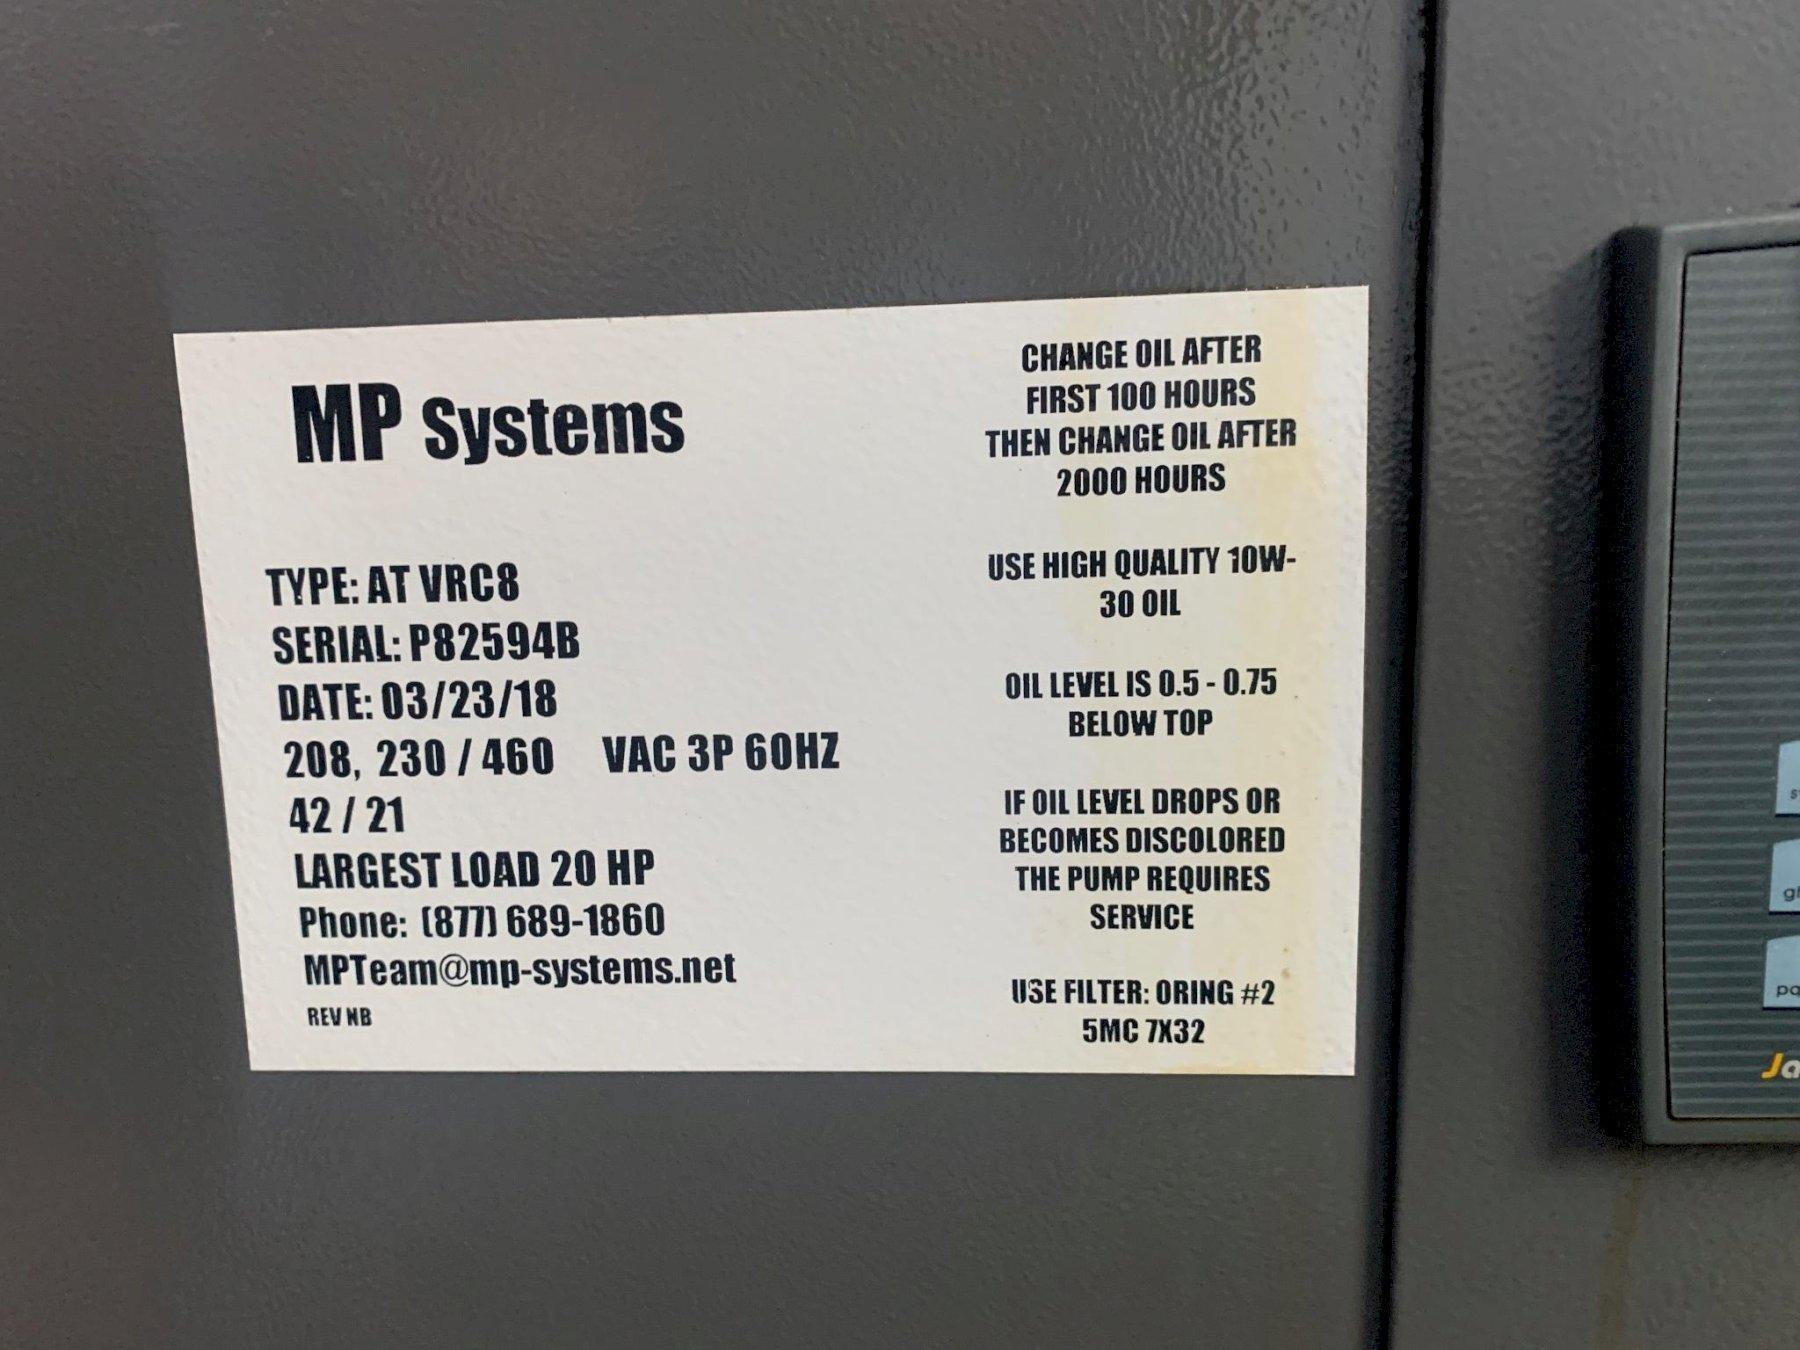 MP Systems
TYPE: AT VRC8
SERIAL: P82594B
DATE: 03/23/18
208, 230 / 460 VAC 3P 60HZ
42 / 21
LARGEST LOAD 20 HP
Phone: (877) 689-1860
MPTeam@mp-systems.net
REV NB
CHANGE OIL AFTER
FIRST 100 HOURS
THEN CHANGE OIL AFTER
2000 HOURS
USE HIGH QUALITY 10W-
30 OIL
OIL LEVEL IS 0.5 - 0.75
BELOW TOP
IF OIL LEVEL DROPS OR
BECOMES DISCOLORED
THE PUMP REQUIRES
SERVICE
USE FILTER: ORING #2
5MC 7X32